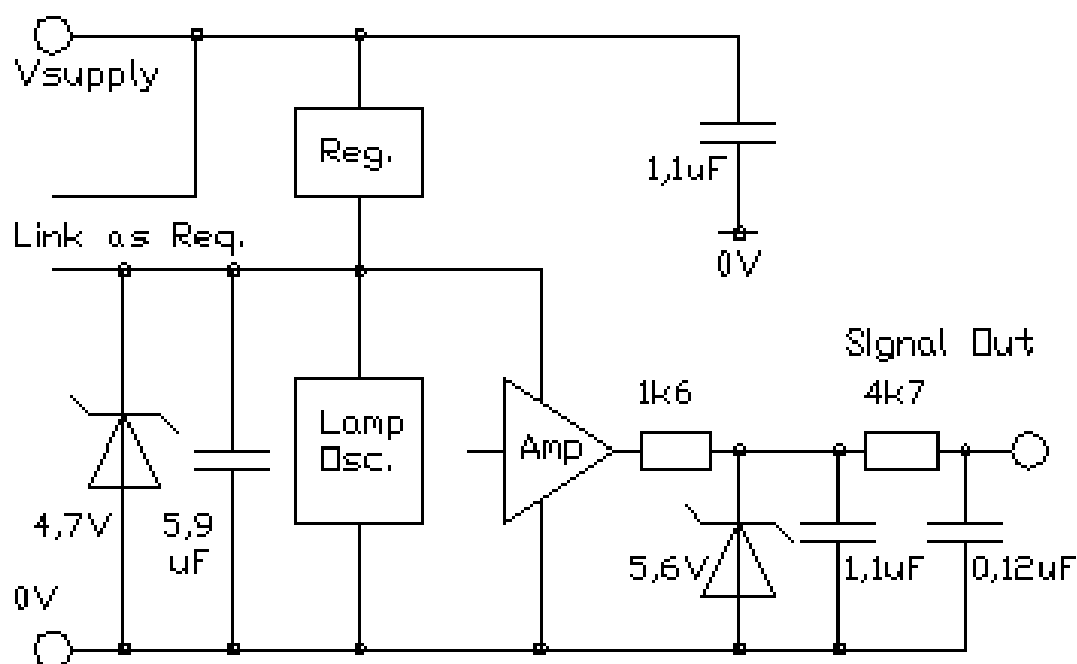 Vsupply
Reg.
1,1uF
Link as Req.
0V
SIgnal Out
1k6
4k7
Lamp
Osc.
Amp
4,7V
5,9
uF
5,6V
1,1uF
0,12uF
0V